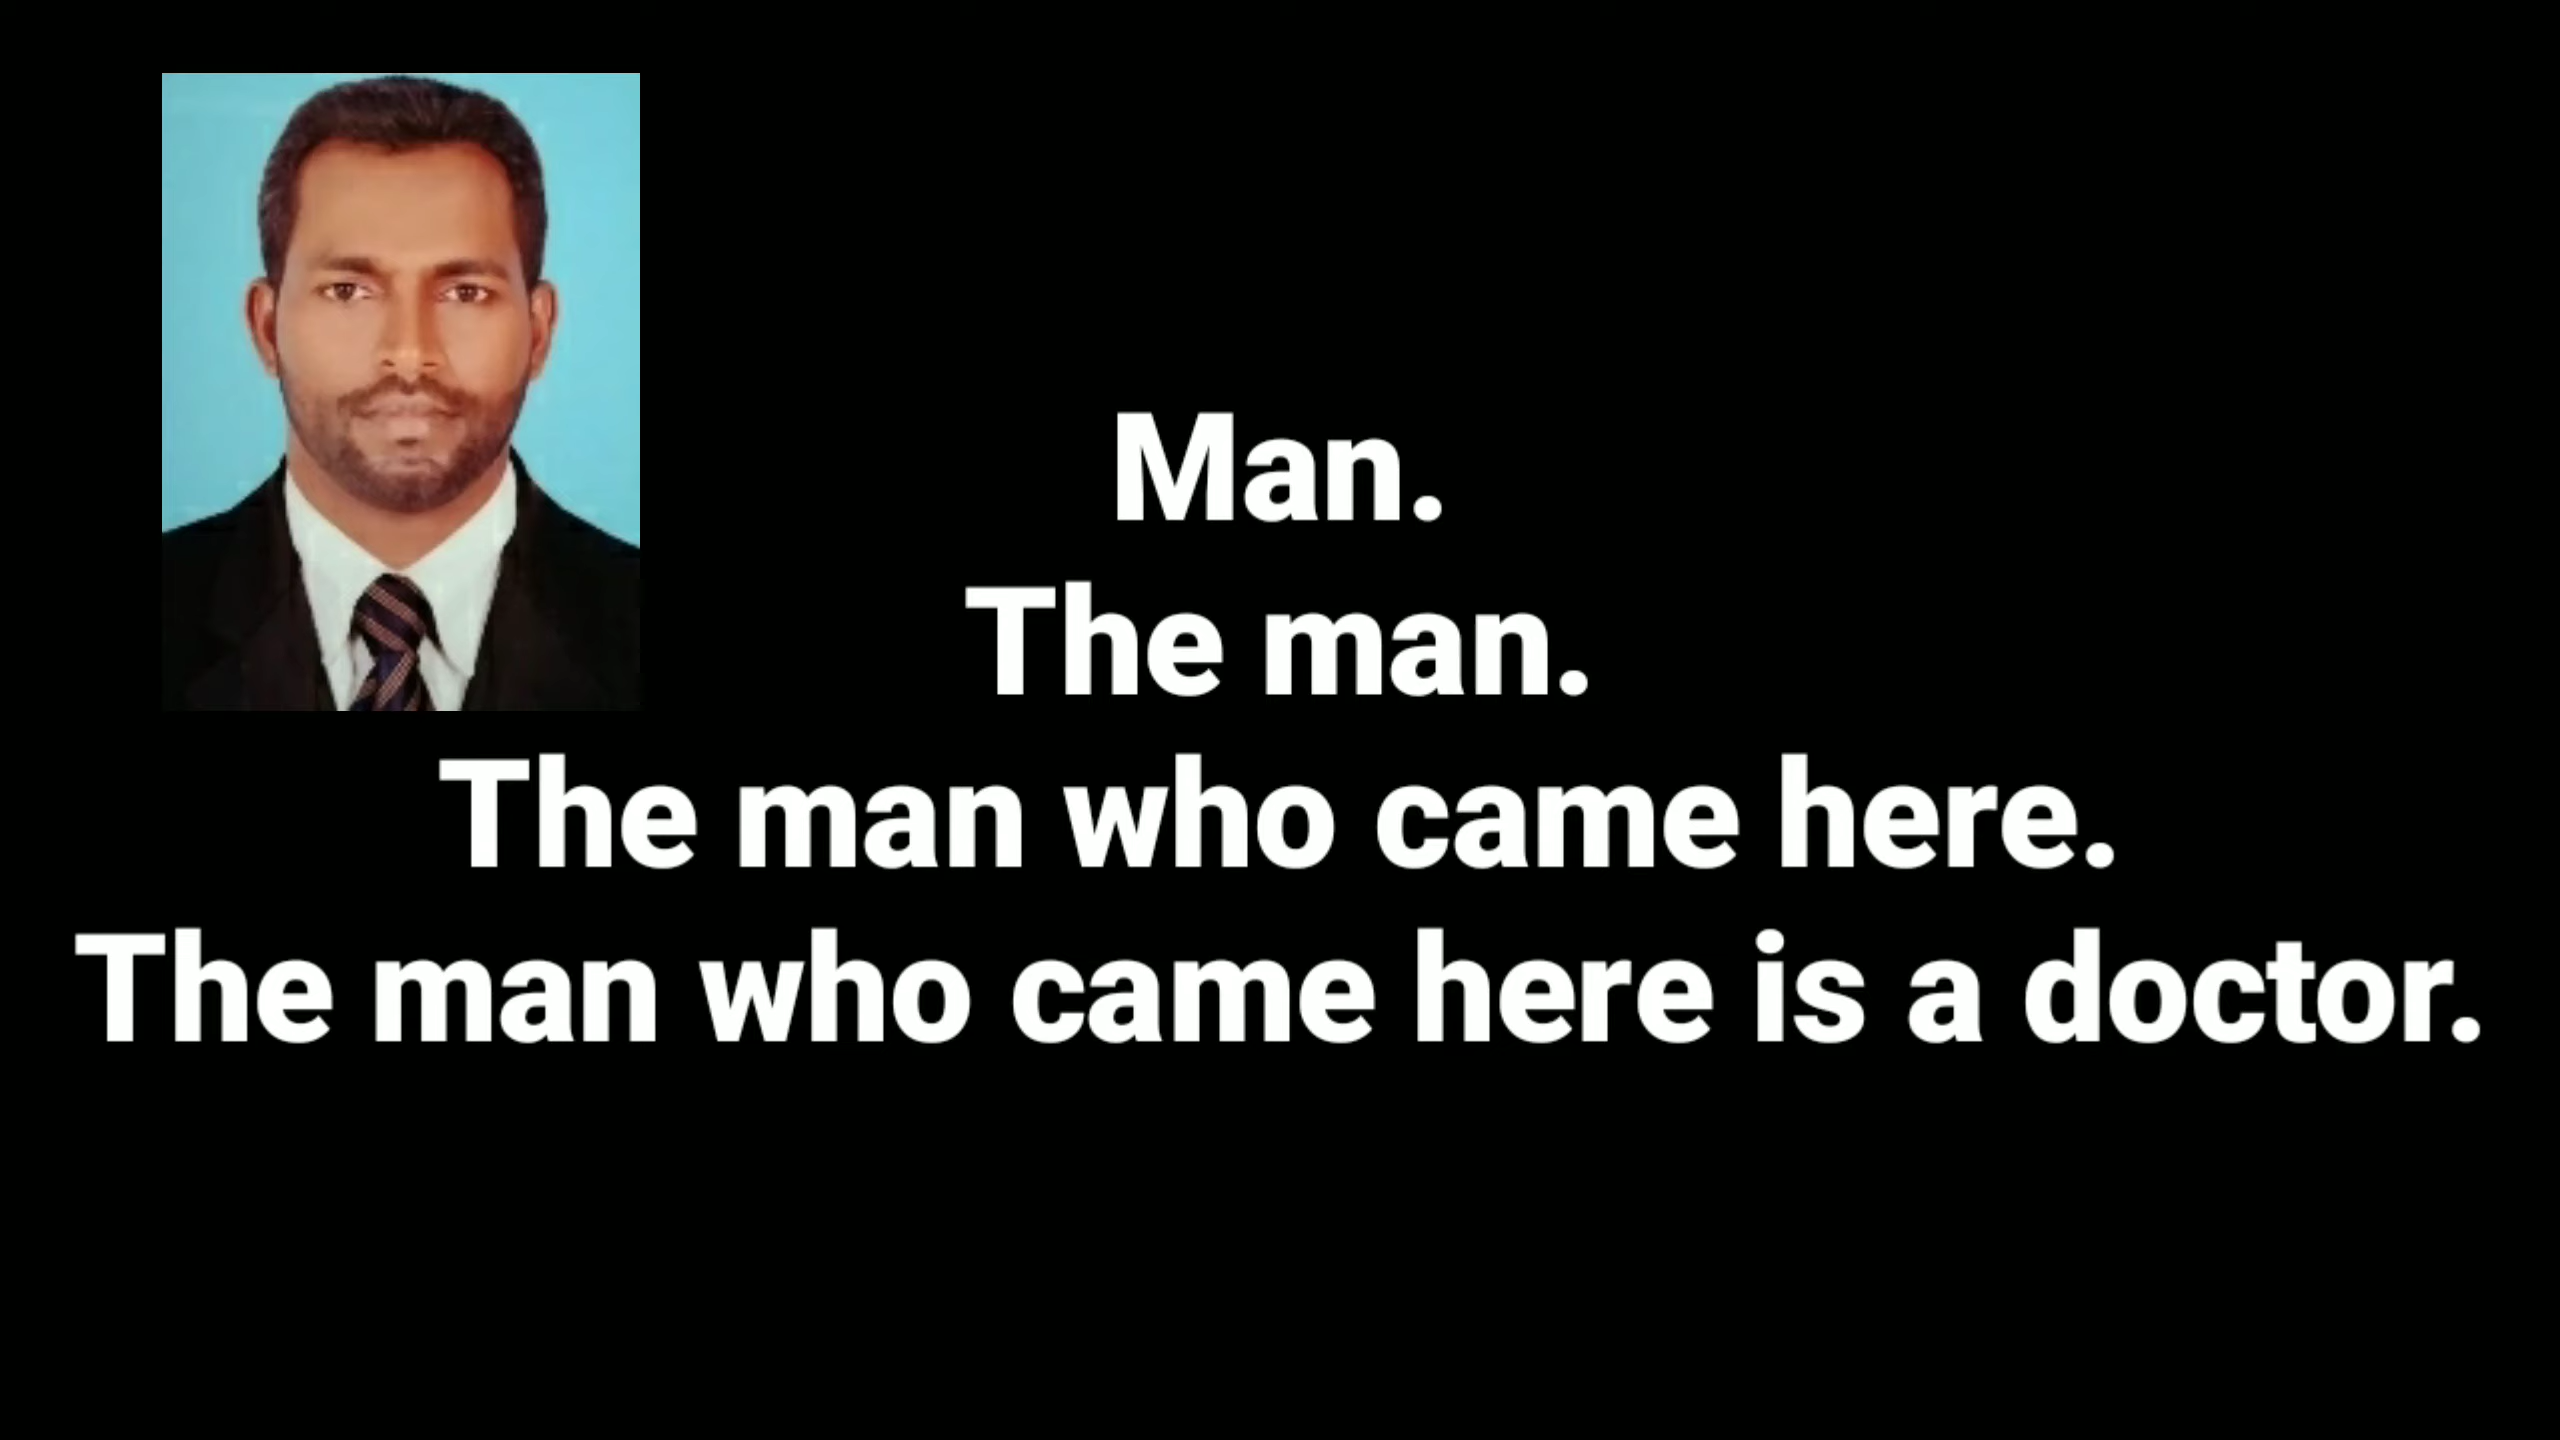 Man.
The man.
The man who came here.
The man who came here is a doctor.